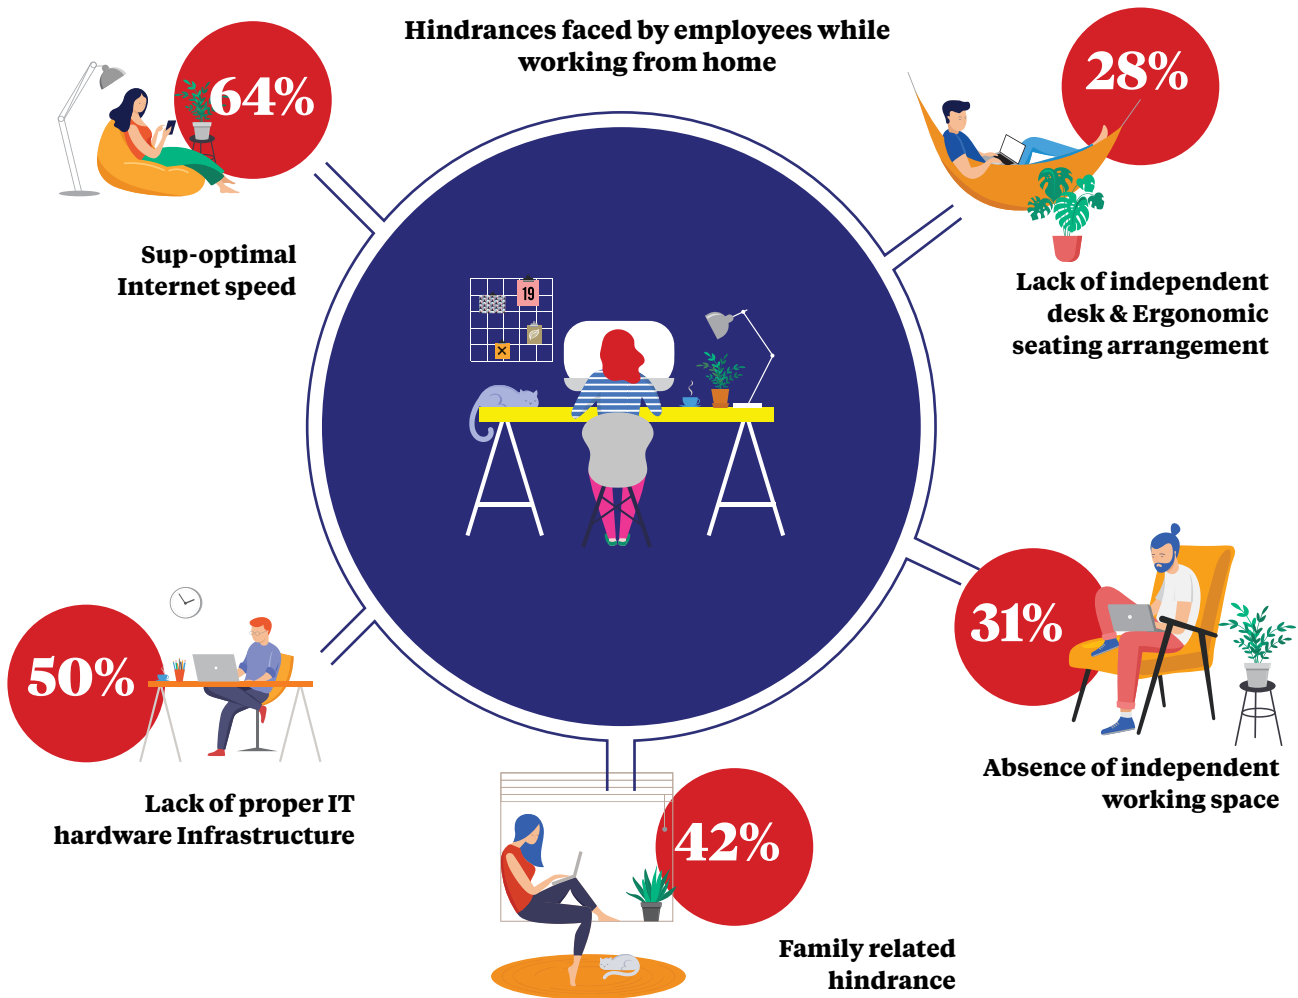 Hindrances faced by employees while
working from home
64%
Sup-optimal
Internet speed
28%
Lack of independent
desk & Ergonomic
seating arrangement
19
50%
Lack of proper IT
hardware Infrastructure
31%
Absence of independent
working space
42%
Family related
hindrance